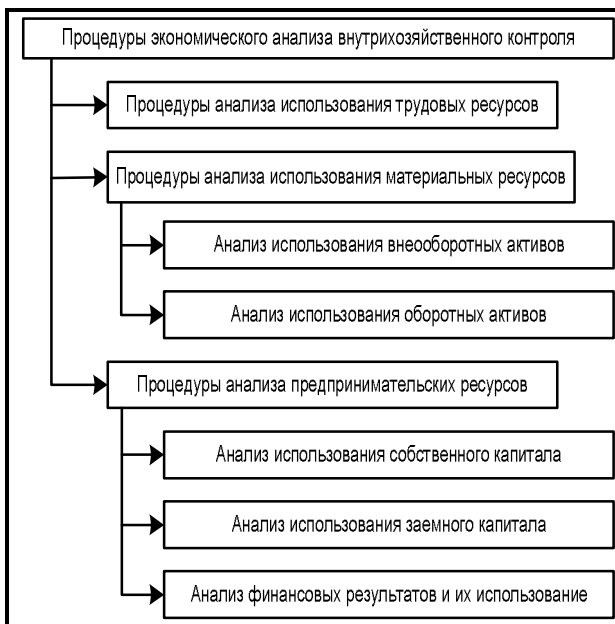 Процедуры экономического анализа внутрихозяйственного контроля
Процедуры анализа использования трудовых ресурсов
Процедуры анализа использования материальных ресурсов
Анализ использования внеооборотных активов
Анализ использования оборотных активов
Процедуры анализа предпринимательских ресурсов
Анализ использования собственного капитала
Анализ использования заемного капитала
Анализ финансовых результатов и их использование